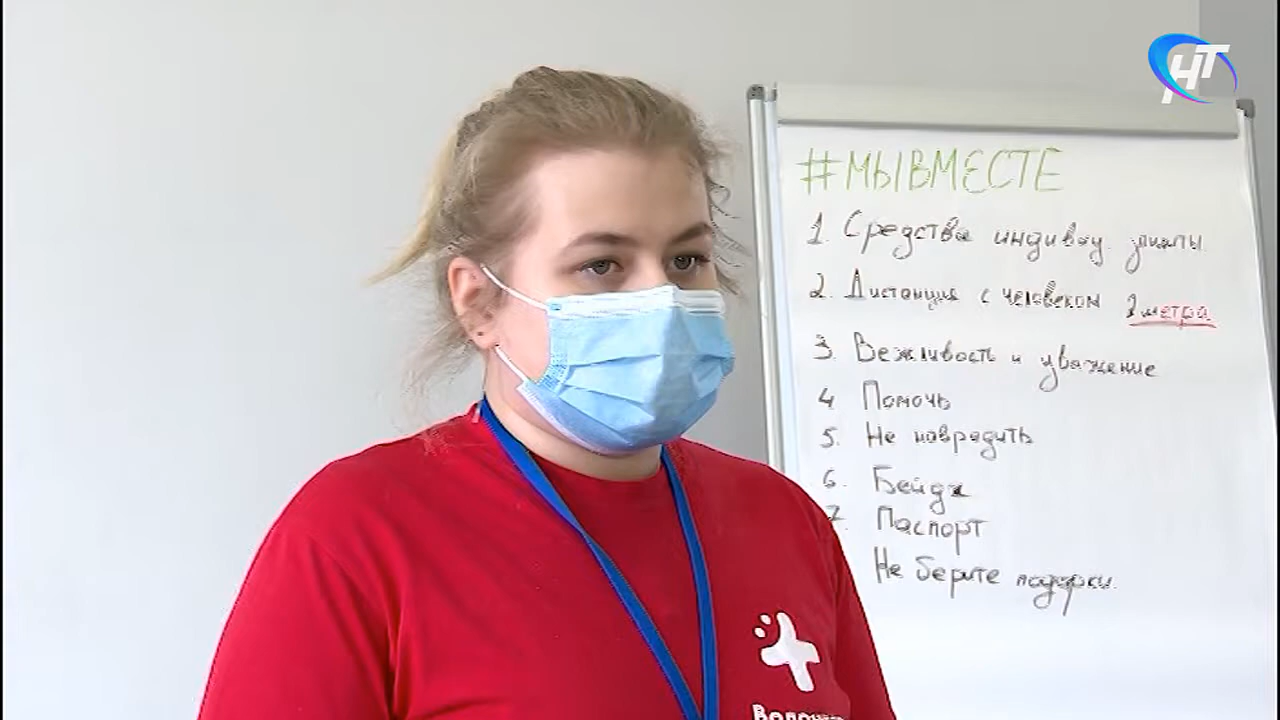 НТ
#МЫВМЕСТЕ
1. Средства индивид. защиты
2. Дистанция с человеком 2 метра
3. Вежливость и уважение
4 Помочь
5. Не навредить
6. Бейдж
7. Паспорт
Не берите подарки.